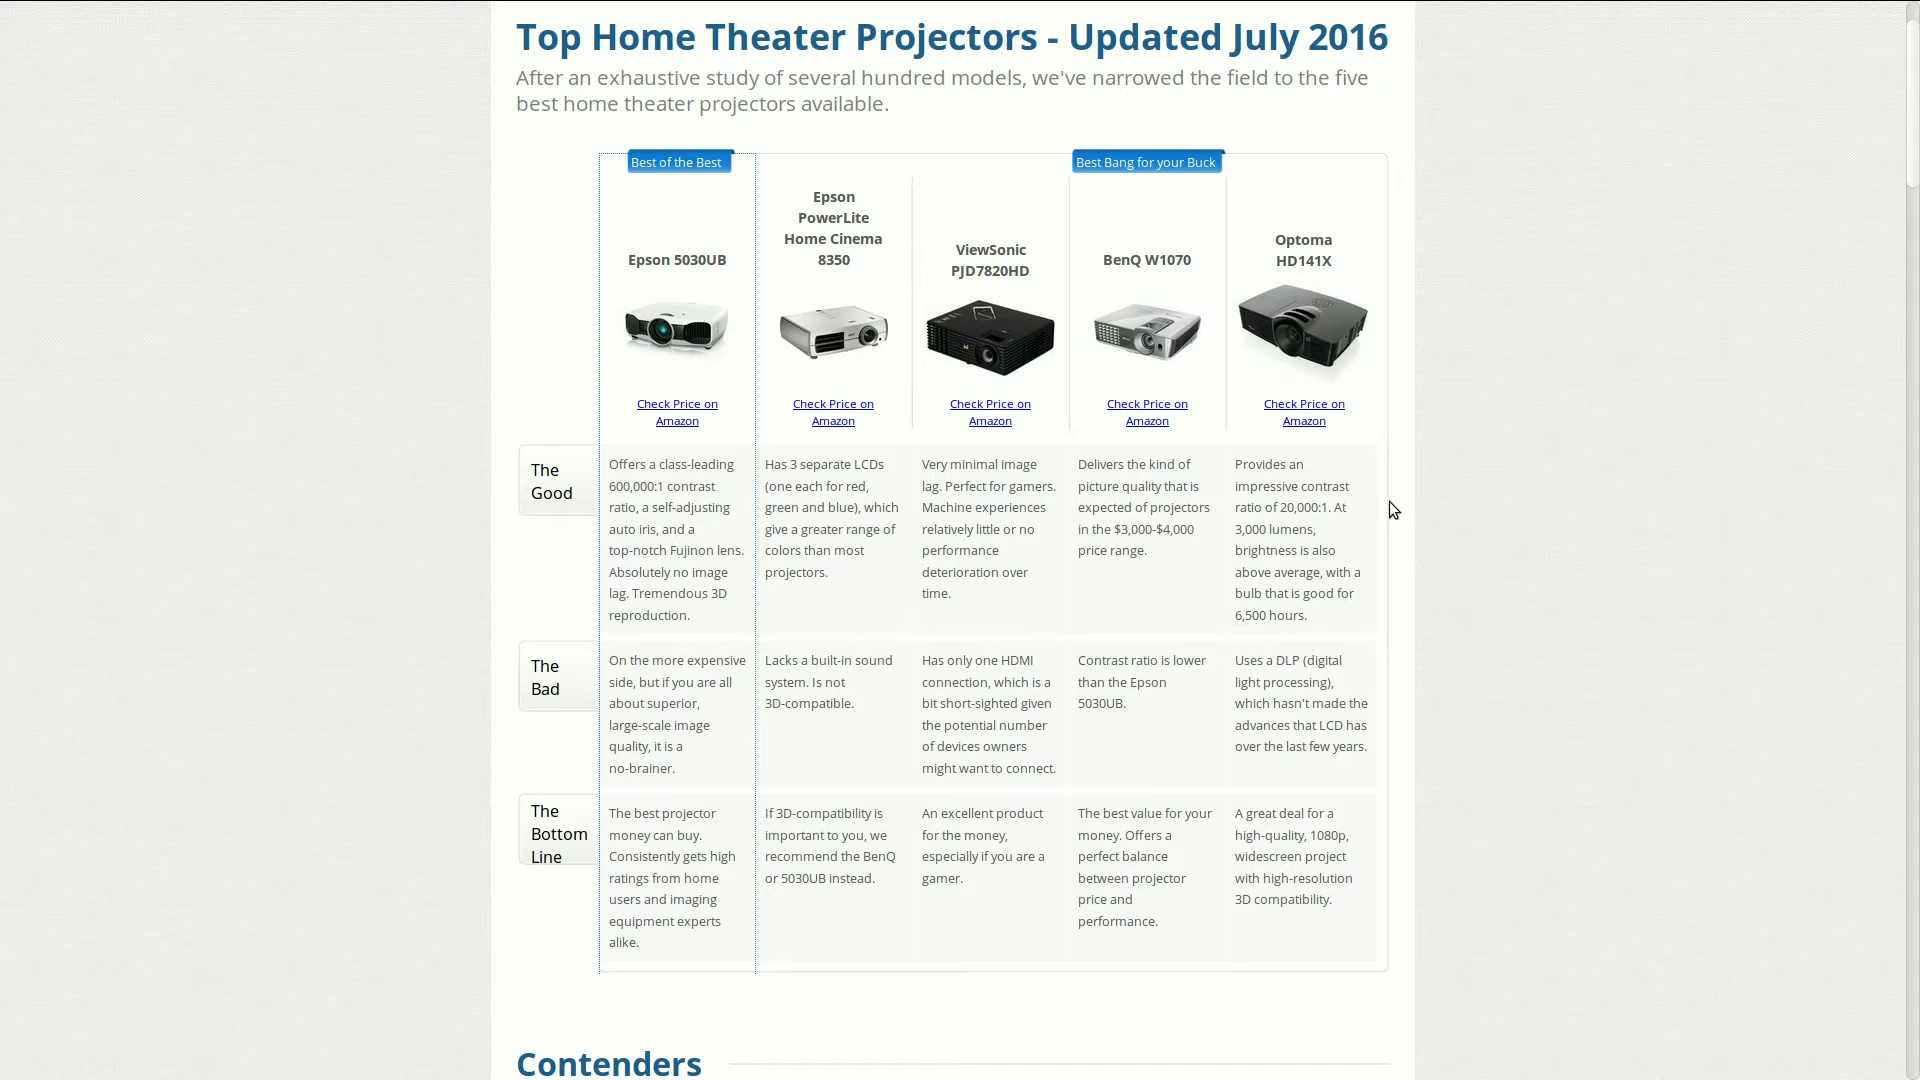 Top Home Theater Projectors - Updated July 2016
After an exhaustive study of several hundred models, we've narrowed the field to the five
best home theater projectors available.
Best of the Best
Best Bang for your Buck
Epson 5030UB
Epson
PowerLite
Home Cinema
8350
ViewSonic
PJD7820HD
BenQ W1070
Optoma
HD141X
Check Price on
Amazon
Check Price on
Amazon
Check Price on
Amazon
Check Price on
Amazon
Check Price on
Amazon
The
Good
Offers a class-leading
600,000:1 contrast
ratio, a self-adjusting
auto iris, and a
top-notch Fujinon lens.
Absolutely no image
lag. Tremendous 3D
reproduction.
Has 3 separate LCDs
(one each for red,
green and blue), which
give a greater range of
colors than most
projectors.
Very minimal image
lag. Perfect for gamers.
Machine experiences
relatively little or no
performance
deterioration over
time.
Delivers the kind of
picture quality that is
expected of projectors
in the $3,000-$4,000
price range.
Provides an
impressive contrast
ratio of 20,000:1. At
3,000 lumens,
brightness is also
above average, with a
bulb that is good for
6,500 hours.
The
Bad
On the more expensive
side, but if you are all
about superior,
large-scale image
quality, it is a
no-brainer.
Lacks a built-in sound
system. Is not
3D-compatible.
Has only one HDMI
connection, which is a
bit short-sighted given
the potential number
of devices owners
might want to connect.
Contrast ratio is lower
than the Epson
5030UB.
Uses a DLP (digital
light processing),
which hasn't made the
advances that LCD has
over the last few years.
The
Bottom
Line
The best projector
money can buy.
Consistently gets high
ratings from home
users and imaging
equipment experts
alike.
If 3D-compatibility is
important to you, we
recommend the BenQ
or 5030UB instead.
An excellent product
for the money,
especially if you are a
gamer.
The best value for your
money. Offers a
perfect balance
between projector
price and
performance.
A great deal for a
high-quality, 1080p,
widescreen project
with high-resolution
3D compatibility.
Contenders